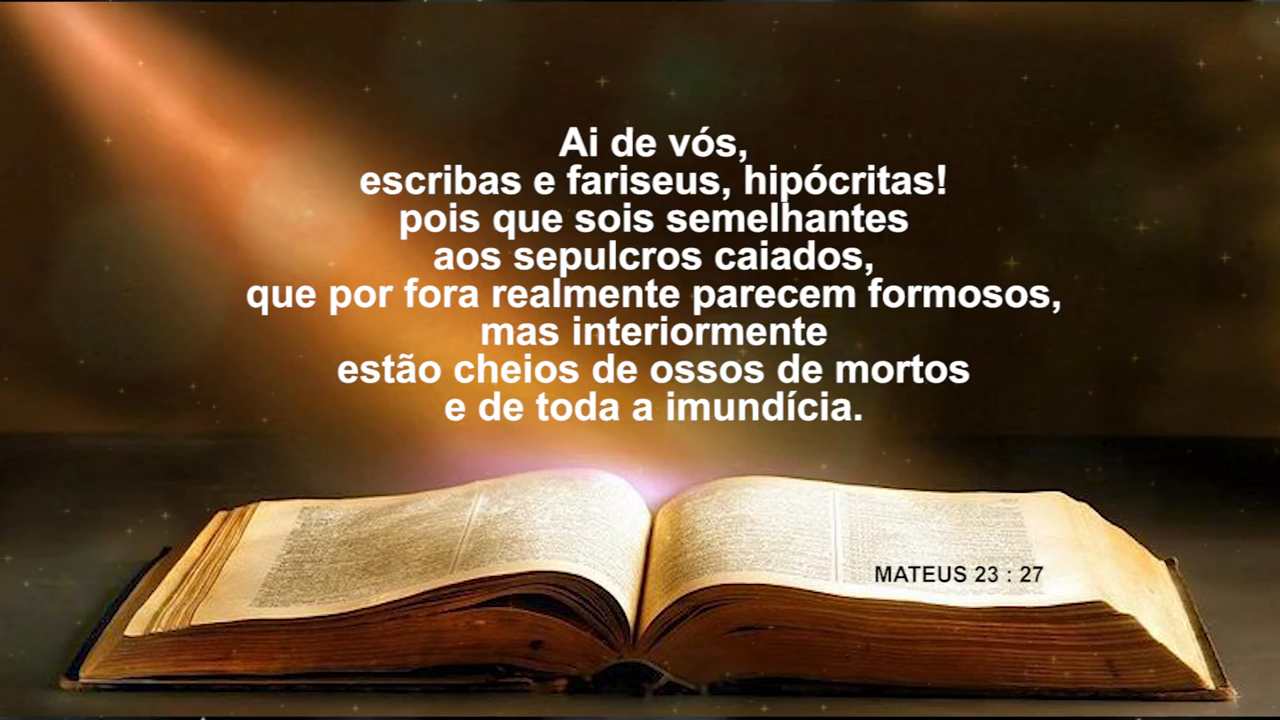 Ai de vós,
escribas e fariseus, hipócritas!
pois que sois semelhantes
aos sepulcros caiados,
que por fora realmente parecem formosos,
mas interiormente
estão cheios de ossos de mortos
e de toda a imundícia.
MATEUS 23 : 27